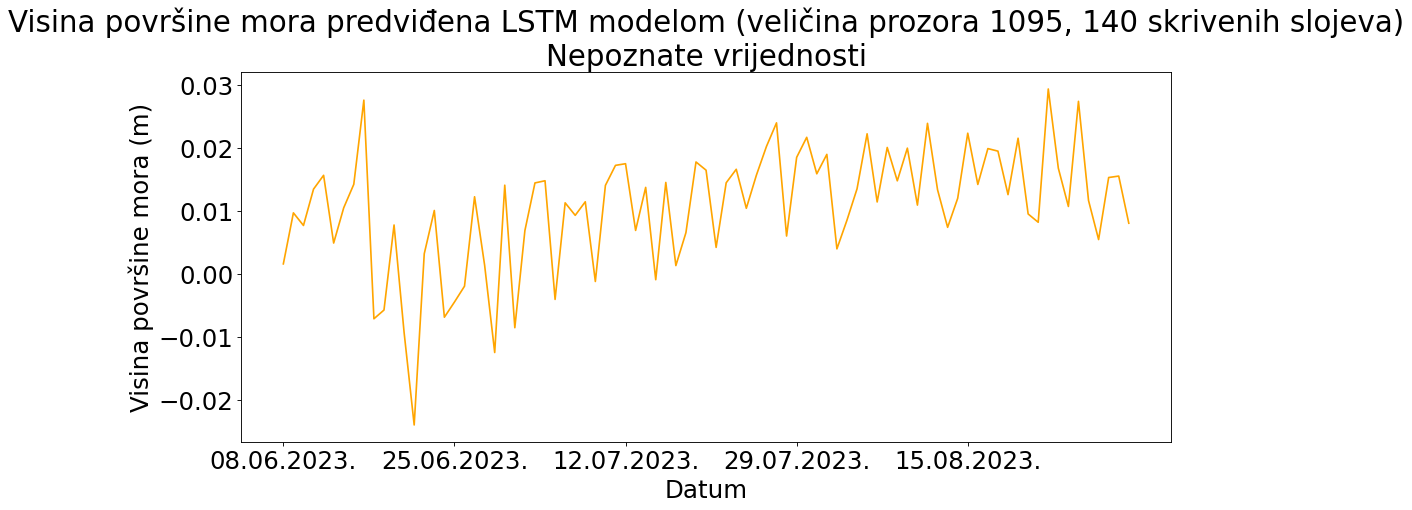 Visina površine mora predviđena LSTM modelom (veličina prozora 1095, 140 skrivenih slojeva)
Nepoznate vrijednosti
Visina površine mora (m)
0.03
0.02
0.01
0.00
−0.01
−0.02
08.06.2023. 25.06.2023. 12.07.2023. 29.07.2023. 15.08.2023.
Datum